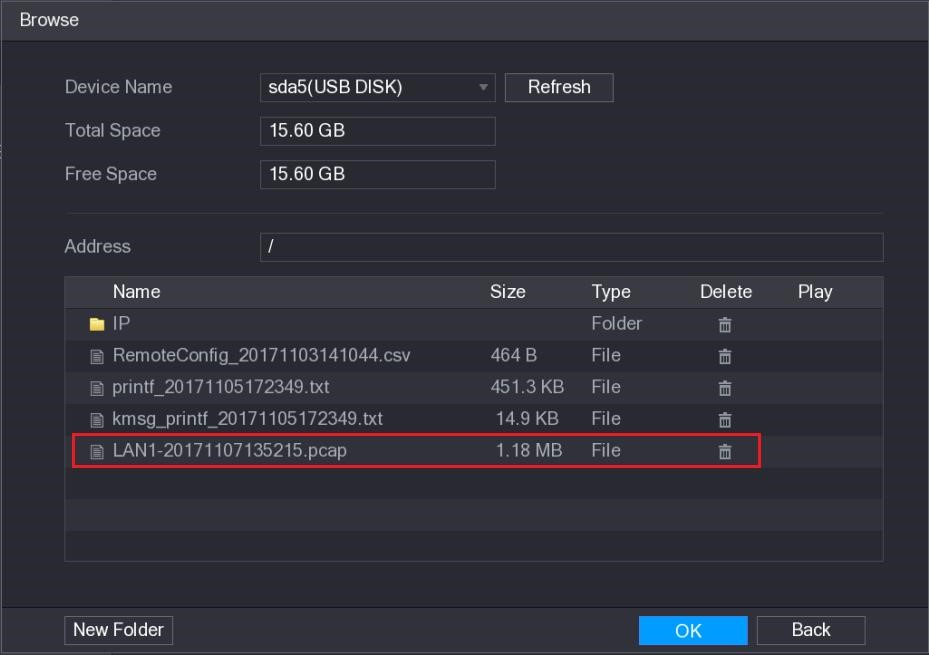 Browse
Device Name sda5(USB DISK) Refresh
Total Space 15.60 GB
Free Space 15.60 GB
Address /
Name Size Type Delete Play
IP Folder
RemoteConfig_20171103141044.csv 464 B File
printf_20171105172349.txt 451.3 KB File
kmsg_printf_20171105172349.txt 14.9 KB File
LAN1-20171107135215.pcap 1.18 MB File
New Folder OK Back